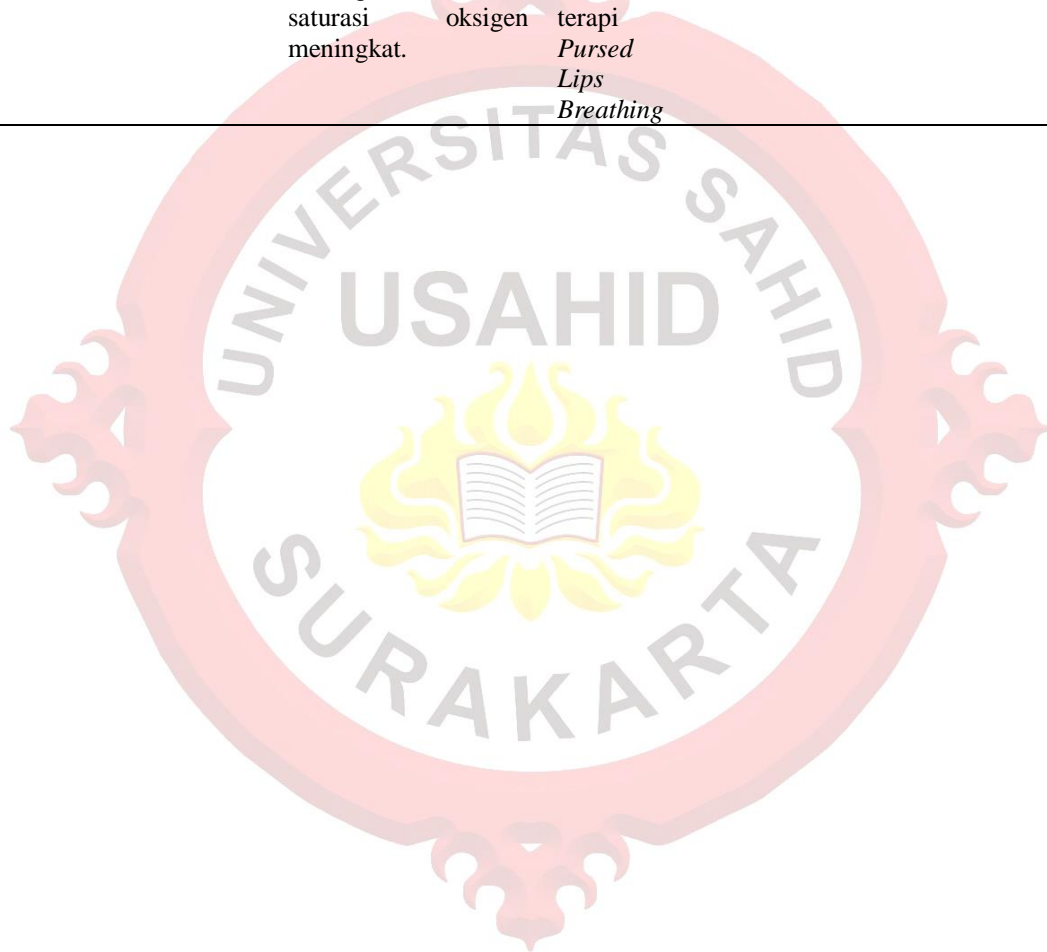 saturasi oksigen terapi
meningkat. Pursed
Lips
Breathing
UNIVERSITAS SAHID
USAHID
SURAKARTA